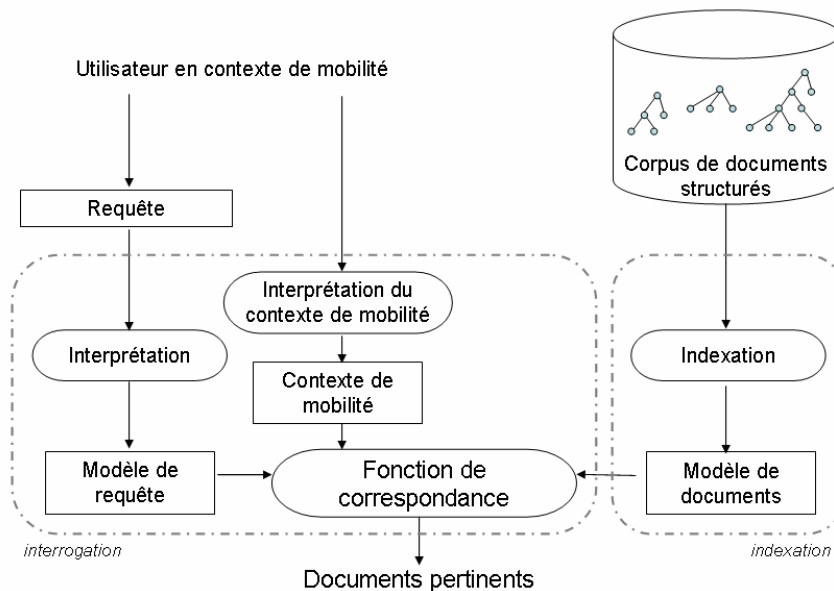 Utilisateur en contexte de mobilité
Corpus de documents
structurés
Requête
Interprétation du
contexte de mobilité
Interprétation
Indexation
Contexte de
mobilité
Modèle de
requête
Fonction de
correspondance
Modèle de
documents
interrogation
indexation
Documents pertinents